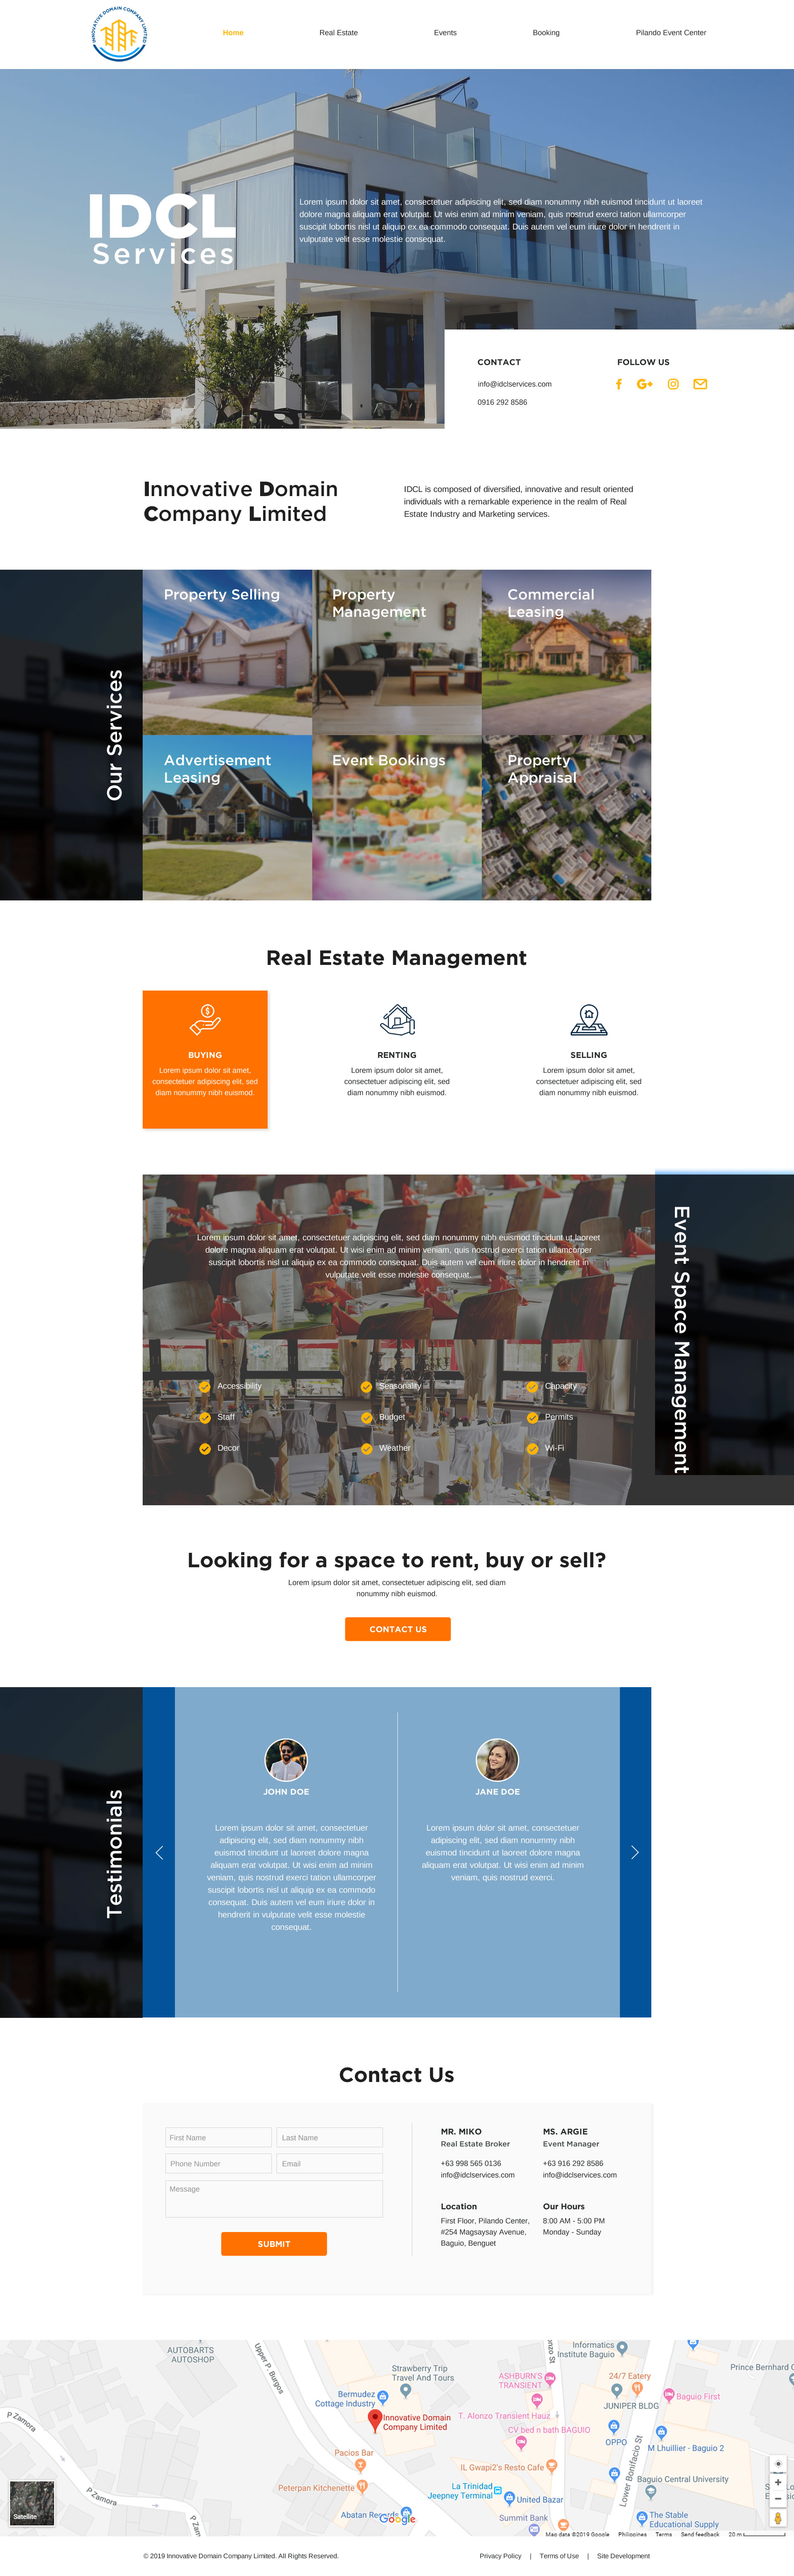 INNOVATIVE DOMAIN COMPANY LIMITED
Home
Real Estate
Events
Booking
Pilando Event Center
IDCL
Services
Lorem ipsum dolor sit amet, consectetuer adipiscing elit, sed diam nonummy nibh euismod tincidunt ut laoreet
dolore magna aliquam erat volutpat. Ut wisi enim ad minim veniam, quis nostrud exerci tation ullamcorper
suscipit lobortis nisl ut aliquip ex ea commodo consequat. Duis autem vel eum iriure dolor in hendrerit in
vulputate velit esse molestie consequat.
CONTACT
info@idclservices.com
0916 292 8586
FOLLOW US
Innovative Domain
Company Limited
IDCL is composed of diversified, innovative and result oriented
individuals with a remarkable experience in the realm of Real
Estate Industry and Marketing services.
Our Services
Property Selling
Property
Management
Commercial
Leasing
Advertisement
Leasing
Event Bookings
Property
Appraisal
Real Estate Management
BUYING
Lorem ipsum dolor sit amet,
consectetuer adipiscing elit, sed
diam nonummy nibh euismod.
RENTING
Lorem ipsum dolor sit amet,
consectetuer adipiscing elit, sed
diam nonummy nibh euismod.
SELLING
Lorem ipsum dolor sit amet,
consectetuer adipiscing elit, sed
diam nonummy nibh euismod.
Lorem ipsum dolor sit amet, consectetuer adipiscing elit, sed diam nonummy nibh euismod tincidunt ut laoreet
dolore magna aliquam erat volutpat. Ut wisi enim ad minim veniam, quis nostrud exerci tation ullamcorper
suscipit lobortis nisl ut aliquip ex ea commodo consequat. Duis autem vel eum iriure dolor in hendrerit in
vulputate velit esse molestie consequat.
Event Space Management
Accessibility
Seasonality
Capacity
Staff
Budget
Permits
Decor
Weather
Wi-Fi
Looking for a space to rent, buy or sell?
Lorem ipsum dolor sit amet, consectetuer adipiscing elit, sed diam
nonummy nibh euismod.
CONTACT US
Testimonials
JOHN DOE
Lorem ipsum dolor sit amet, consectetuer
adipiscing elit, sed diam nonummy nibh
euismod tincidunt ut laoreet dolore magna
aliquam erat volutpat. Ut wisi enim ad minim
veniam, quis nostrud exerci tation ullamcorper
suscipit lobortis nisl ut aliquip ex ea commodo
consequat. Duis autem vel eum iriure dolor in
hendrerit in vulputate velit esse molestie
consequat.
JANE DOE
Lorem ipsum dolor sit amet, consectetuer
adipiscing elit, sed diam nonummy nibh
euismod tincidunt ut laoreet dolore magna
aliquam erat volutpat. Ut wisi enim ad minim
veniam, quis nostrud exerci.
Contact Us
First Name
Last Name
Phone Number
Email
Message
SUBMIT
MR. MIKO
Real Estate Broker
+63 998 565 0136
info@idclservices.com
MS. ARGIE
Event Manager
+63 916 292 8586
info@idclservices.com
Location
First Floor, Pilando Center,
#254 Magsaysay Avenue,
Baguio, Benguet
Our Hours
8:00 AM - 5:00 PM
Monday - Sunday
AUTOBARTS
AUTOSHOP
Upper P. Burgos
Strawberry Trip
Travel And Tours
Bermudez
Cottage Industry
Innovative Domain
Company Limited
ASHBURN'S
TRANSIENT
T. Alonzo Transient Hauz
CV bed n bath BAGUIO
Informatics
Institute Baguio
24/7 Eatery
JUNIPER BLDG
Baguio First
Prince Bernhard
OPPO
M Lhuillier - Baguio 2
P Zamora
P Zamora
P Zam
Pacios Bar
Peterpan Kitchenette
Abatan Records
IL Gwapi2's Resto Cafe
La Trinidad
Jeepney Terminal
United Bazar
Summit Bank
Lower Bonifacio St
Baguio Central University
The Stable
Educational Supply
Satellite
Google
Map data ©2019 Google
Philippines
Terms
Send feedback
20 m
© 2019 Innovative Domain Company Limited. All Rights Reserved.
Privacy Policy | Terms of Use | Site Development